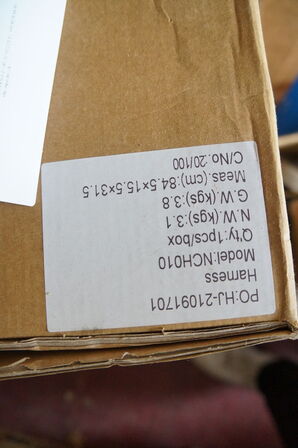 PO:HJ-21091701
Harness
Model:NCH010
Q'ty:1pcs/box
N.W.(kgs):3.1
G.W.(kgs):3.8
Meas.(cm):84.5×15.5×31.5
C/No.:20/100